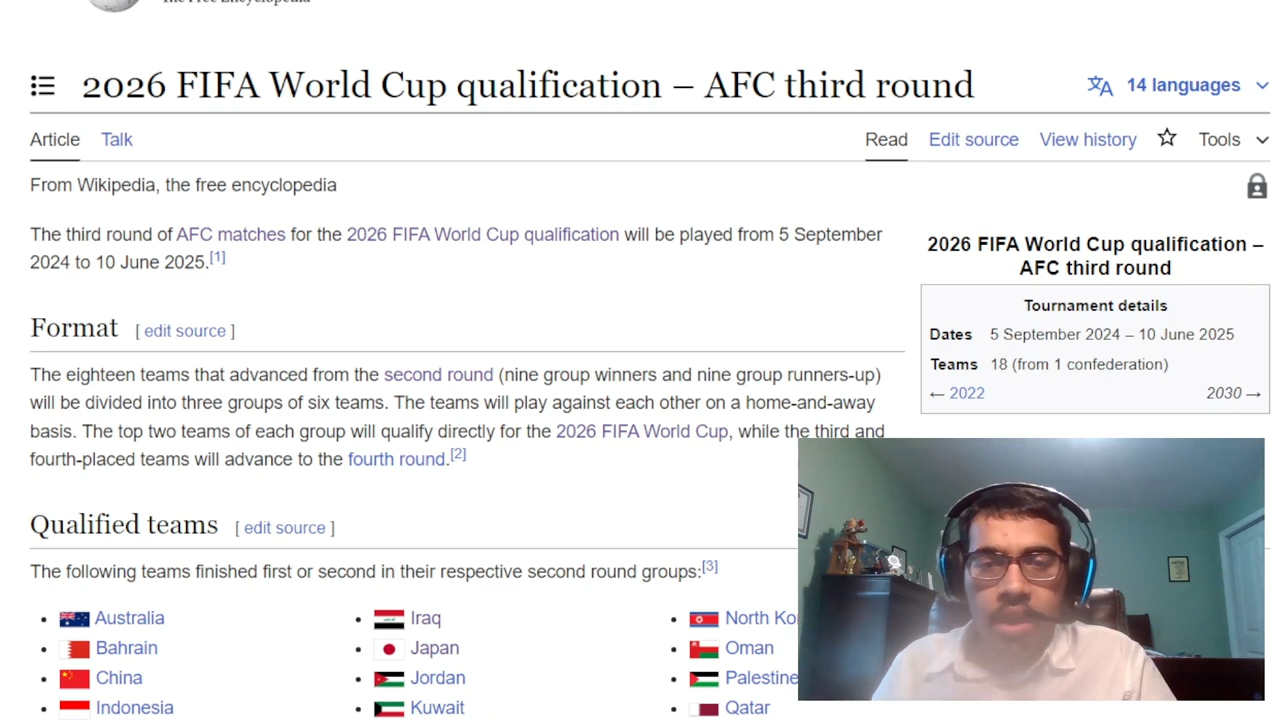 2026 FIFA World Cup qualification – AFC third round
14 languages
Article Talk
Read Edit source View history Tools
From Wikipedia, the free encyclopedia
The third round of AFC matches for the 2026 FIFA World Cup qualification will be played from 5 September
2024 to 10 June 2025.[1]
2026 FIFA World Cup qualification –
AFC third round
Tournament details
Dates 5 September 2024 – 10 June 2025
Teams 18 (from 1 confederation)
← 2022 2030 →
Format [ edit source ]
The eighteen teams that advanced from the second round (nine group winners and nine group runners-up)
will be divided into three groups of six teams. The teams will play against each other on a home-and-away
basis. The top two teams of each group will qualify directly for the 2026 FIFA World Cup, while the third and
fourth-placed teams will advance to the fourth round.[2]
Qualified teams [ edit source ]
The following teams finished first or second in their respective second round groups:[3]
• Australia
• Bahrain
• China
• Indonesia
• Iraq
• Japan
• Jordan
• Kuwait
• North Ko
• Oman
• Palestine
• Qatar